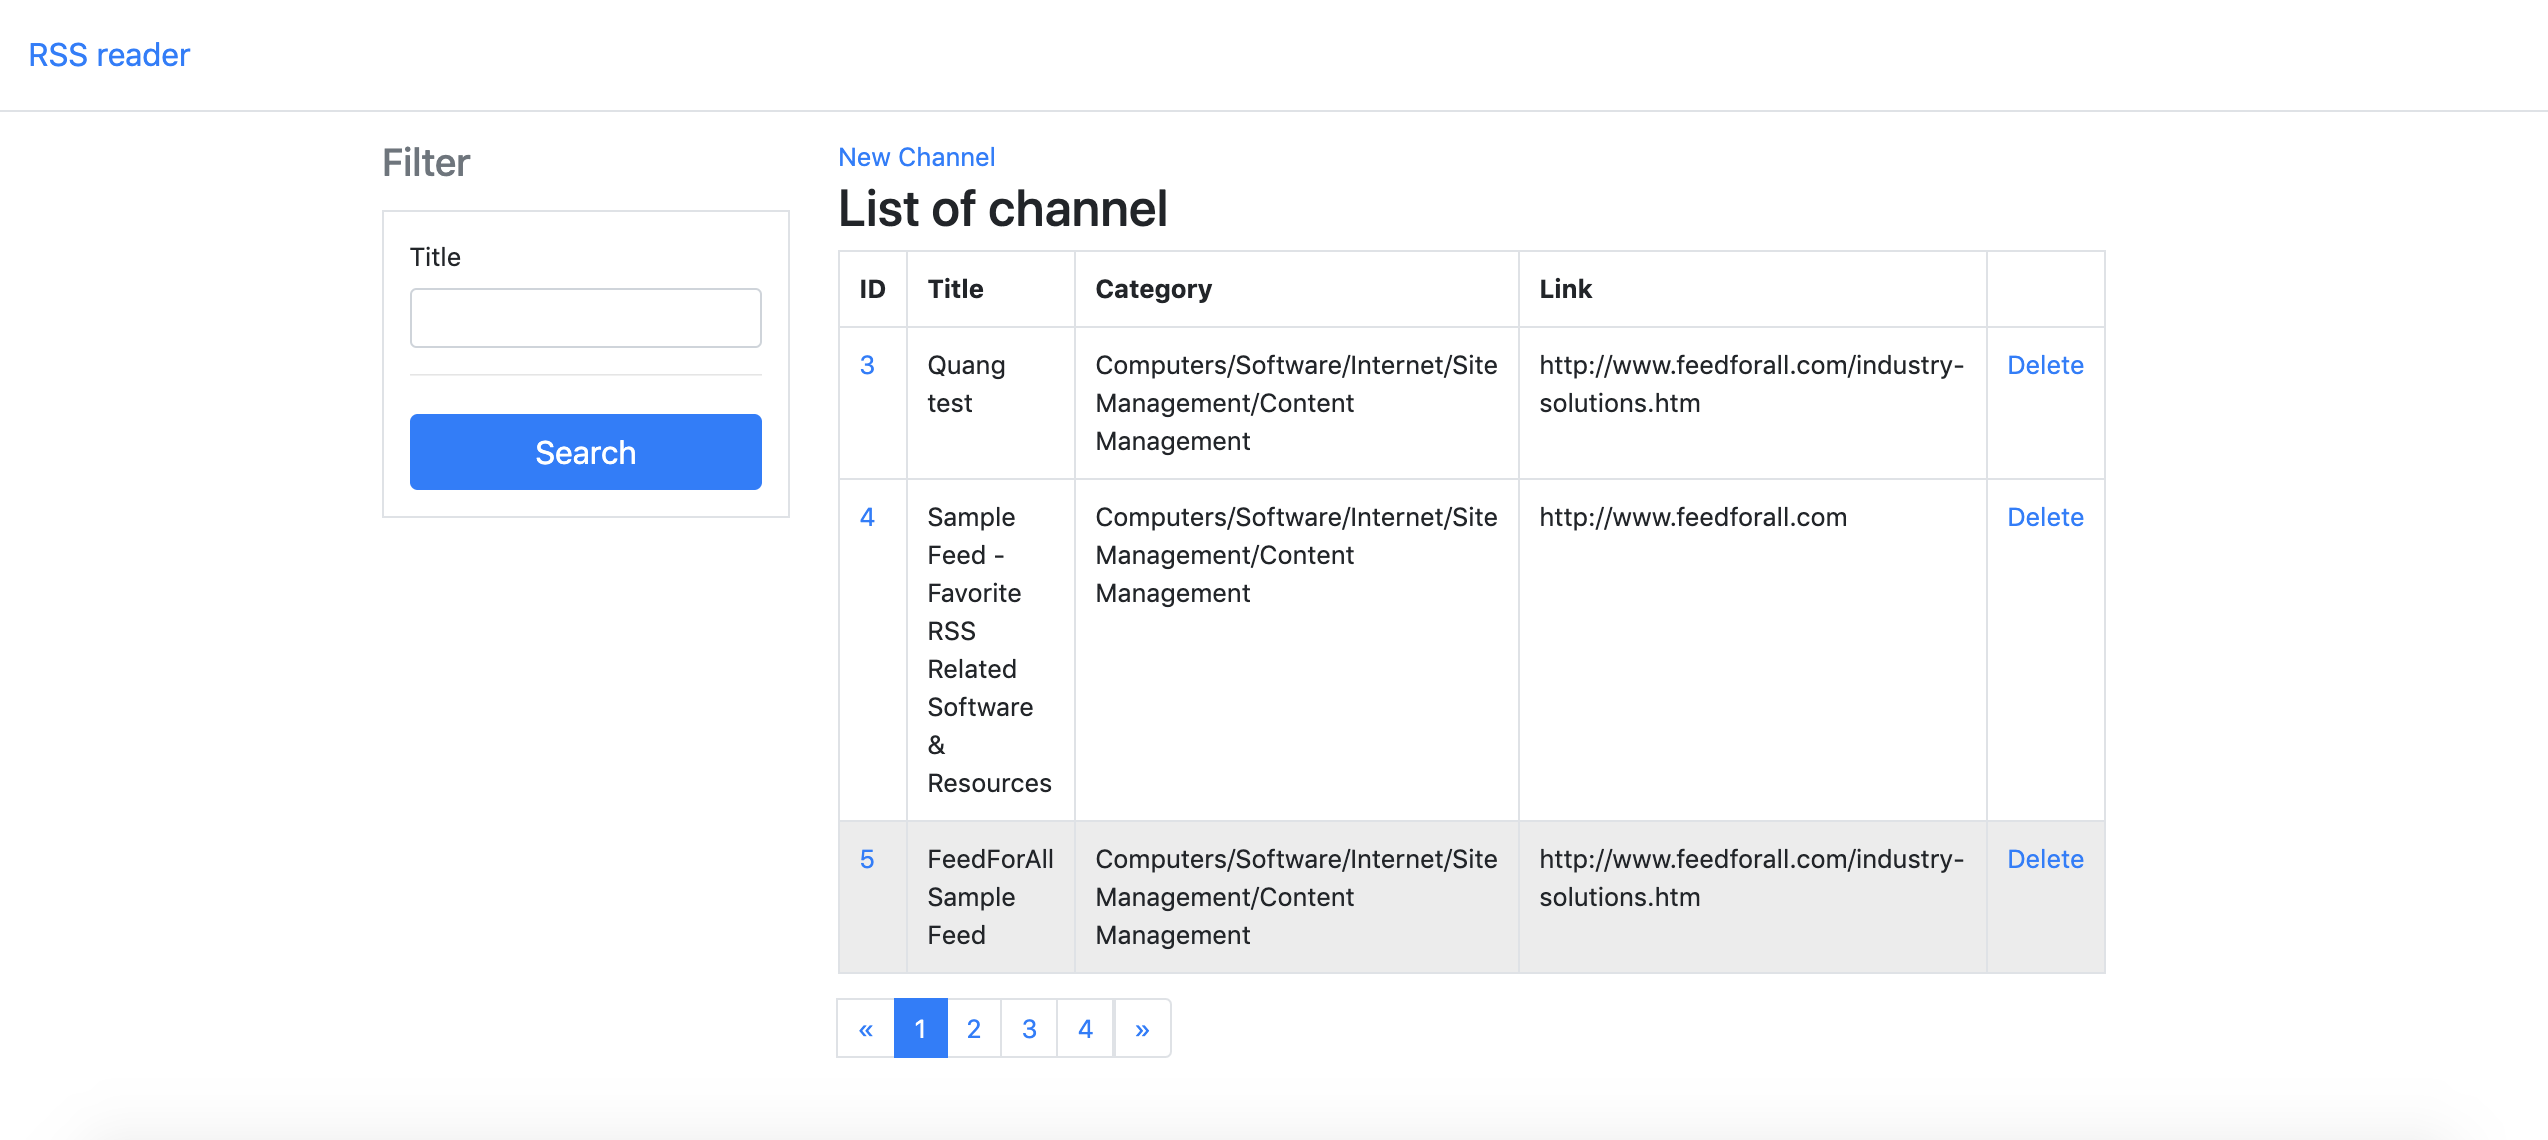 RSS reader
Filter
Title
Search
New Channel
List of channel
ID Title Category Link
3 Quang Computers/Software/Internet/Site http://www.feedforall.com/industry- Delete
test Management/Content solutions.htm
Management
4 Sample Computers/Software/Internet/Site http://www.feedforall.com Delete
Feed - Management/Content
Favorite Management
RSS
Related
Software
&
Resources
5 FeedForAll Computers/Software/Internet/Site http://www.feedforall.com/industry- Delete
Sample Management/Content solutions.htm
Feed Management
« 1 2 3 4 »